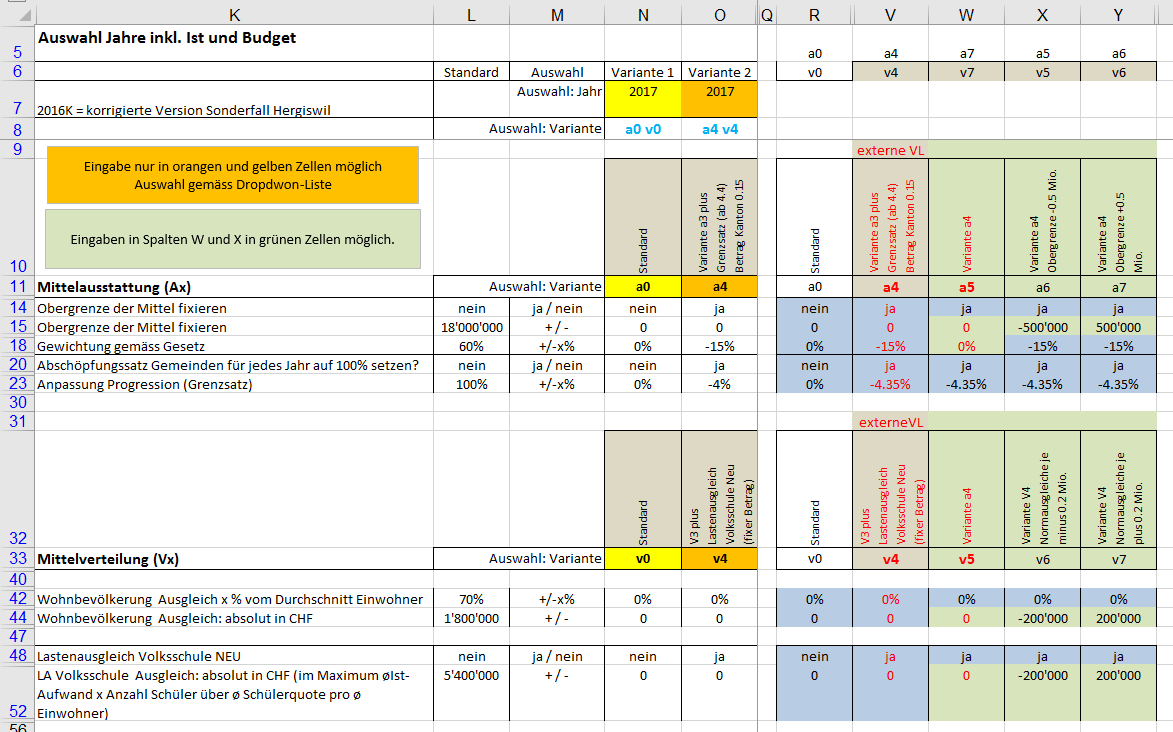 K L M N O Q R V W X Y
5 Auswahl Jahre inkl. Ist und Budget a0 a4 a7 a5 a6
6 Standard Auswahl Variante 1 Variante 2 v0 v4 v7 v5 v6
7 2016K = korrigierte Version Sonderfall Hergiswil Auswahl: Jahr 2017 2017
8 Auswahl: Variante a0 v0 a4 v4
9 externe VL
Eingabe nur in orangen und gelben Zellen möglich
Auswahl gemäss Dropdwon-Liste
Eingaben in Spalten W und X in grünen Zellen möglich.
10
Standard
Variante a3 plus
Grenzsatz (ab 4.4)
Betrag Kanton 0.15
Standard
Variante a3 plus
Grenzsatz (ab 4.4)
Betrag Kanton 0.15
Variante a4
Variante a4
Obergrenze -0.5 Mio.
Variante a4
Obergrenze +0.5
Mio.
11 Mittelausstattung (Ax) Auswahl: Variante a0 a4 a0 a4 a5 a6 a7
14 Obergrenze der Mittel fixieren nein ja / nein nein ja nein ja ja ja ja
15 Obergrenze der Mittel fixieren 18'000'000 + / - 0 0 0 0 0 -500'000 500'000
18 Gewichtung gemäss Gesetz 60% +/-x% 0% -15% 0% -15% 0% -15% -15%
20 Abschöpfungssatz Gemeinden für jedes Jahr auf 100% setzen? nein ja / nein nein ja nein ja ja ja ja
23 Anpassung Progression (Grenzsatz) 100% +/-x% 0% -4% 0% -4.35% -4.35% -4.35% -4.35%
30
31 externeVL
32
Standard
V3 plus
Lastenausgleich
Volksschule Neu
(fixer Betrag)
Standard
V3 plus
Lastenausgleich
Volksschule Neu
(fixer Betrag)
Variante a4
Variante V4
Normausgleiche je
minus 0.2 Mio.
Variante V4
Normausgleiche je
plus 0.2 Mio.
33 Mittelverteilung (Vx) Auswahl: Variante v0 v4 v0 v4 v5 v6 v7
40
42 Wohnbevölkerung Ausgleich x % vom Durchschnitt Einwohner 70% +/-x% 0% 0% 0% 0% 0% 0% 0%
44 Wohnbevölkerung Ausgleich: absolut in CHF 1'800'000 + / - 0 0 0 0 0 -200'000 200'000
47
48 Lastenausgleich Volksschule NEU nein ja / nein nein ja nein ja ja ja ja
LA Volksschule Ausgleich: absolut in CHF (im Maximum øIst- 5'400'000 + / - 0 0 0 0 0 -200'000 200'000
Aufwand x Anzahl Schüler über ø Schülerquote pro ø
52 Einwohner)
56